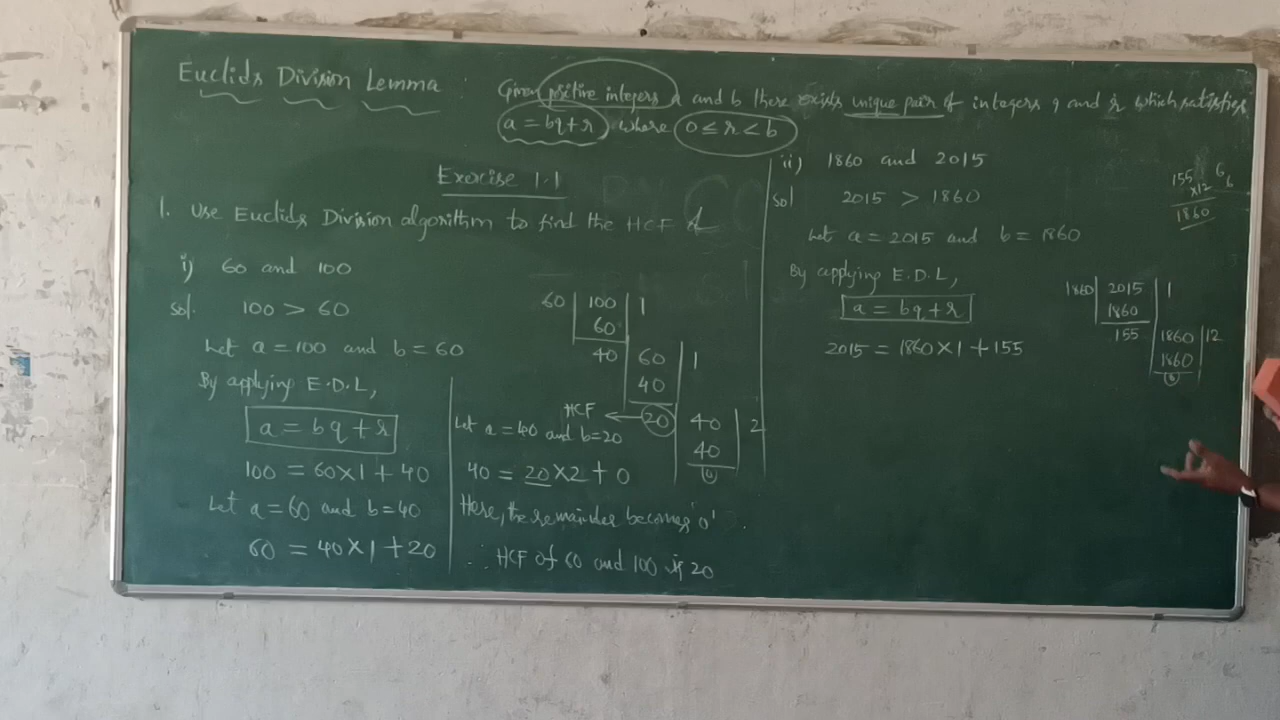 Euclids Division Lemma :
Given positive integers a and b there exists unique pair of integers q and r which satisfies
a = bq + r where 0 ≤ r < b
Exercise 1.1
1. Use Euclids Division algorithm to find the HCF of
i) 60 and 100
sol. 100 > 60
Let a = 100 and b = 60
By applying E.D.L,
a = bq + r
100 = 60 × 1 + 40
Let a = 60 and b = 40
60 = 40 × 1 + 20
60 100 1
60
40 60 1
40
HCF ← 20 40 2
40
(0)
Let a = 40 and b = 20
40 = 20 × 2 + 0
Here, the remainder becomes '0'.
∴ HCF of 60 and 100 is 20
ii) 1860 and 2015
sol 2015 > 1860
Let a = 2015 and b = 1860
By applying E.D.L,
a = bq + r
2015 = 1860 × 1 + 155
155
×12
1860
6
6
1860 2015 1
1860
155 1860 12
1860
(0)